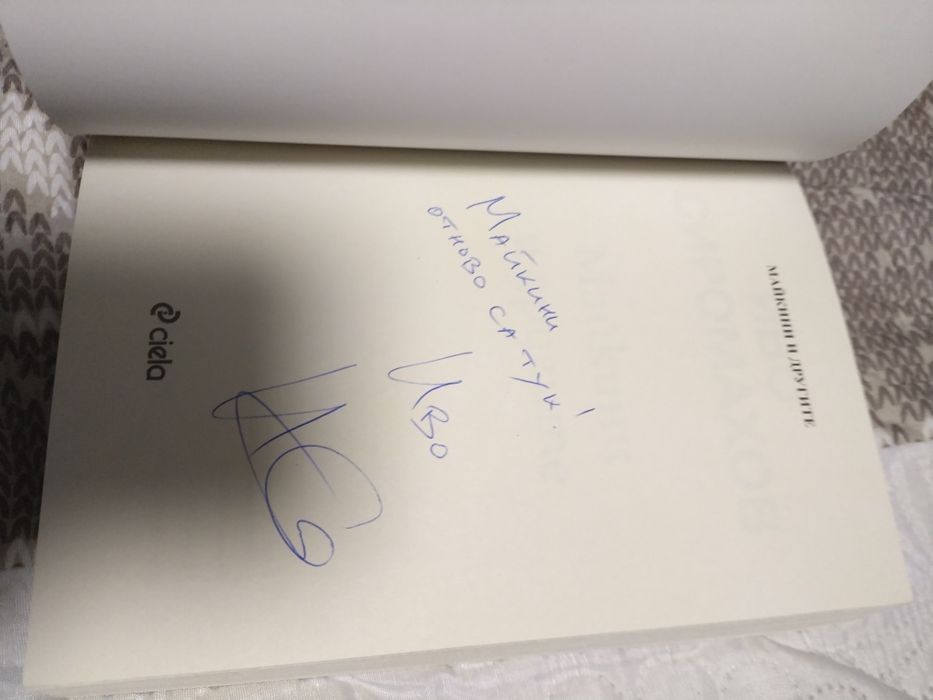 МАЙКИНИ И ДРУГИТЕ
Майкини
отново са тук!
Иво
ciela